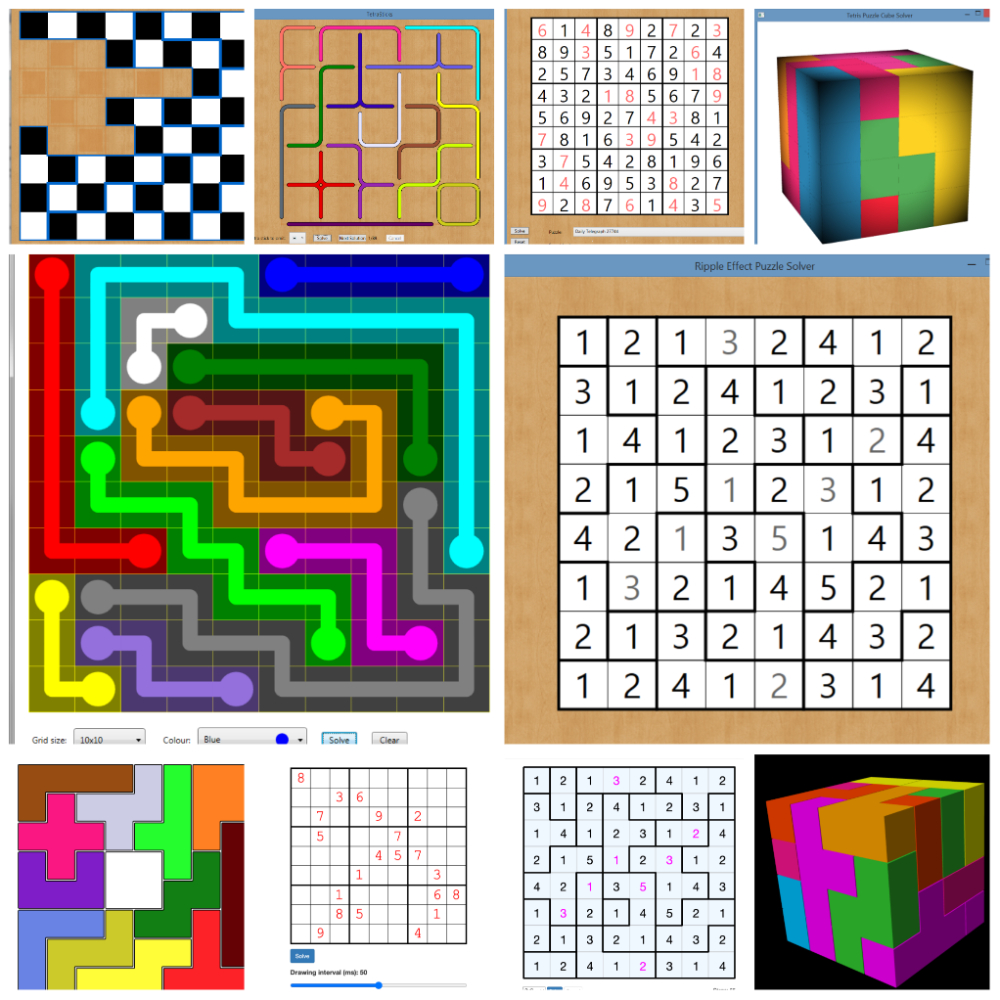 TetraSticks
Solve
Tetris Puzzle Cube Solver
6 1 4 8 9 2 7 2 3
8 9 3 5 1 7 2 6 4
2 5 7 3 4 6 9 1 8
4 3 2 1 8 5 6 7 9
5 6 9 2 7 4 3 8 1
7 8 1 6 3 9 5 4 2
3 7 5 4 2 8 1 9 6
1 4 6 9 5 3 8 2 7
9 2 8 7 6 1 4 3 5
Solve Puzzle: Daily Telegraph 27744
Grid size: 10x10 Colour: Blue Solve Clear
Ripple Effect Puzzle Solver
1 2 1 3 2 4 1 2
3 1 2 4 1 2 3 1
1 4 1 2 3 1 2 4
2 1 5 1 2 3 1 2
4 2 1 3 5 1 4 3
1 3 2 1 4 5 2 1
2 1 3 2 1 4 3 2
1 2 4 1 2 3 1 4
8
3 6
7 9 2
5 7
4 5 7
1 3
1 6 8
8 5 1
9 4
Solve
Drawing interval (ms): 50
1 2 1 3 2 4 1 2
3 1 2 4 1 2 3 1
1 4 1 2 3 1 2 4
2 1 5 1 2 3 1 2
4 2 1 3 5 1 4 3
1 3 2 1 4 5 2 1
2 1 3 2 1 4 3 2
1 2 4 1 2 3 1 4